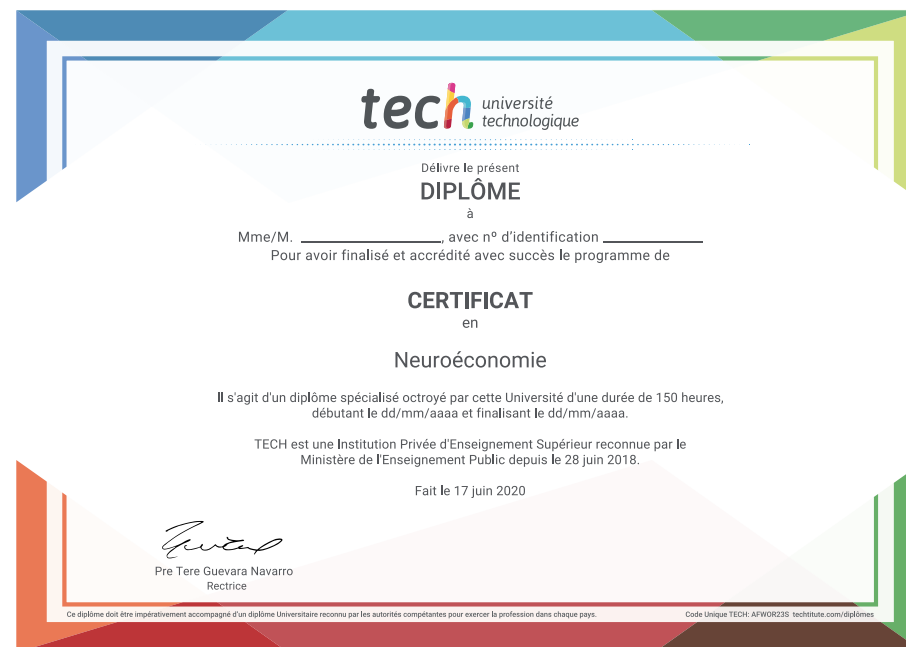 tech université
technologique
Délivre le présent
DIPLÔME
à
Mme/M. ____________________, avec nº d'identification ______________
Pour avoir finalisé et accrédité avec succès le programme de
CERTIFICAT
en
Neuroéconomie
Il s'agit d'un diplôme spécialisé octroyé par cette Université d'une durée de 150 heures,
débutant le dd/mm/aaaa et finalisant le dd/mm/aaaa.
TECH est une Institution Privée d'Enseignement Supérieur reconnue par le
Ministère de l'Enseignement Public depuis le 28 juin 2018.
Fait le 17 juin 2020
Pre Tere Guevara Navarro
Rectrice
Ce diplôme doit être impérativement accompagné d'un diplôme Universitaire reconnu par les autorités compétentes pour exercer la profession dans chaque pays.
Code Unique TECH: AFWOR23S techtitute.com/diplômes